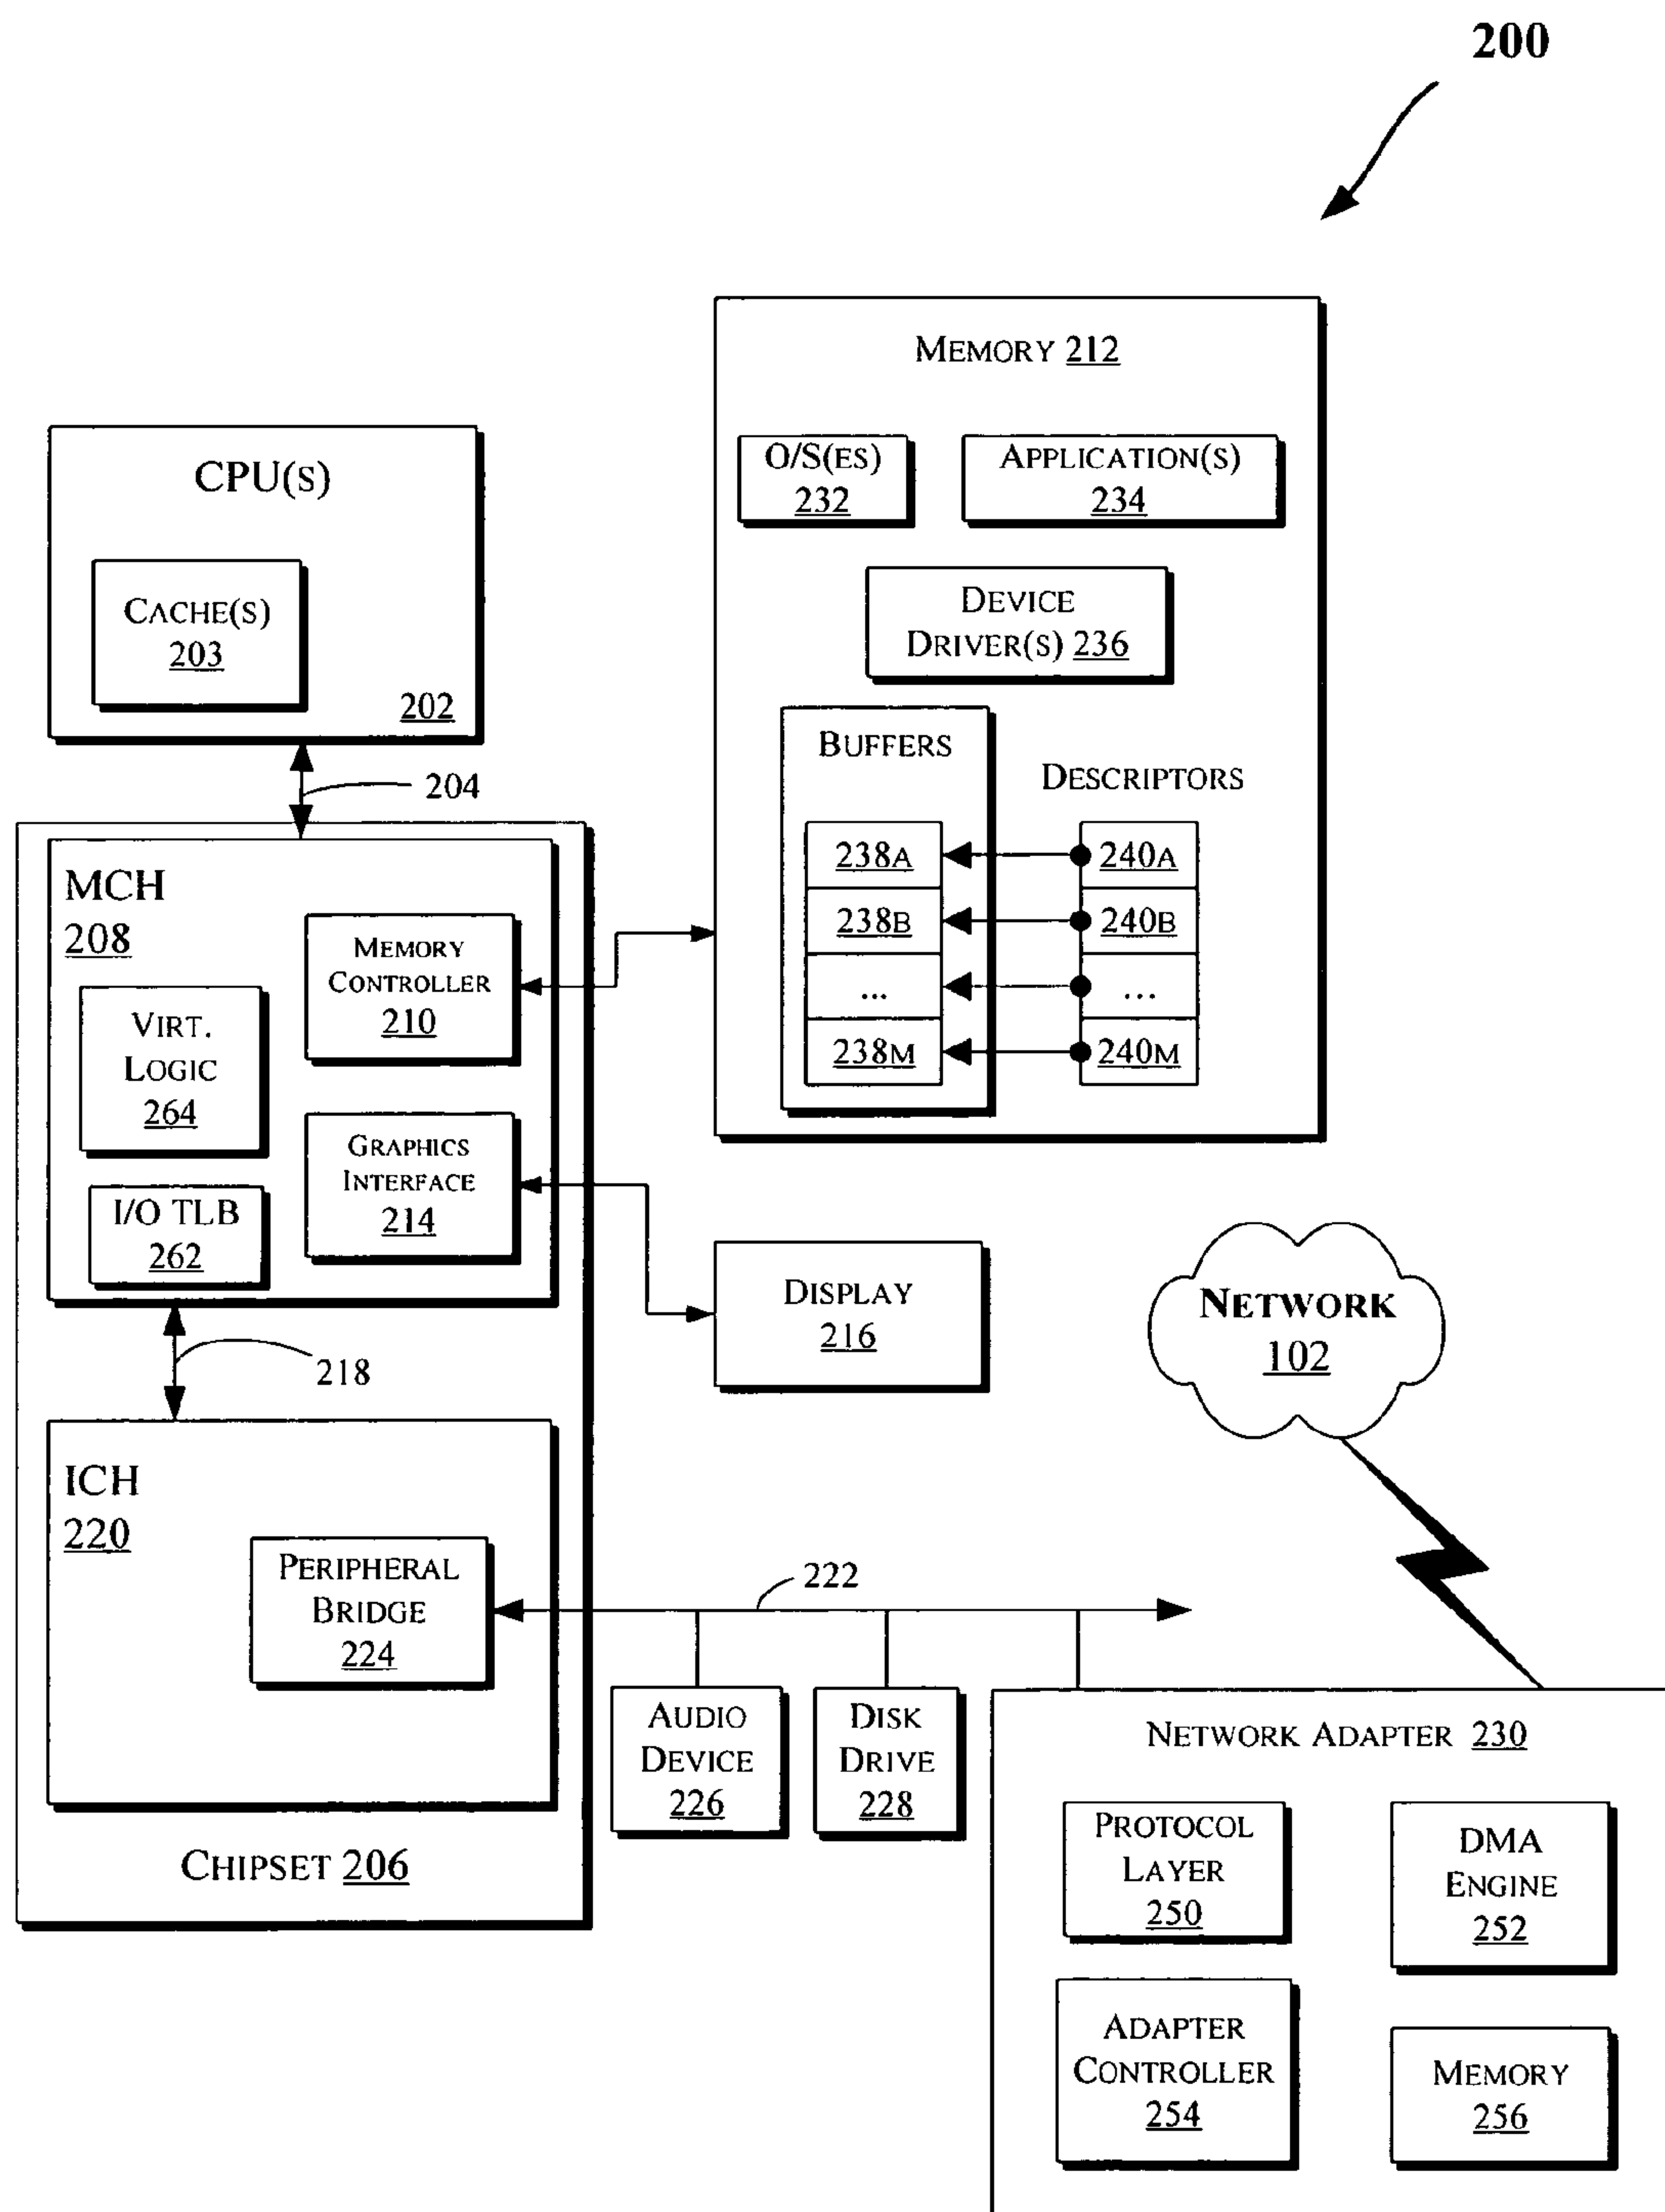 200
MEMORY 212
O/S(ES)
232
APPLICATION(S)
234
DEVICE
DRIVER(S) 236
BUFFERS
DESCRIPTORS
238A
240A
238B
240B
...
...
238M
240M
CPU(S)
CACHE(S)
203
202
204
MCH
208
MEMORY
CONTROLLER
210
VIRT.
LOGIC
264
GRAPHICS
INTERFACE
214
I/O TLB
262
DISPLAY
216
NETWORK
102
218
ICH
220
PERIPHERAL
BRIDGE
224
222
AUDIO
DEVICE
226
DISK
DRIVE
228
CHIPSET 206
NETWORK ADAPTER 230
PROTOCOL
LAYER
250
DMA
ENGINE
252
ADAPTER
CONTROLLER
254
MEMORY
256